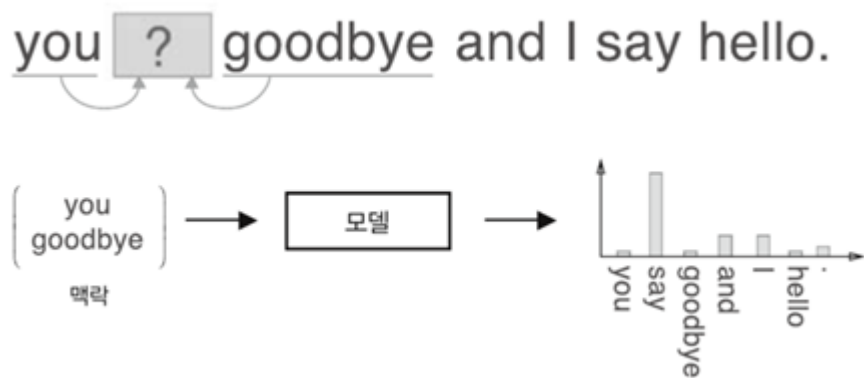 you ? goodbye and I say hello.
you
goodbye
맥락
모델
you
say
goodbye
and
I
hello
.